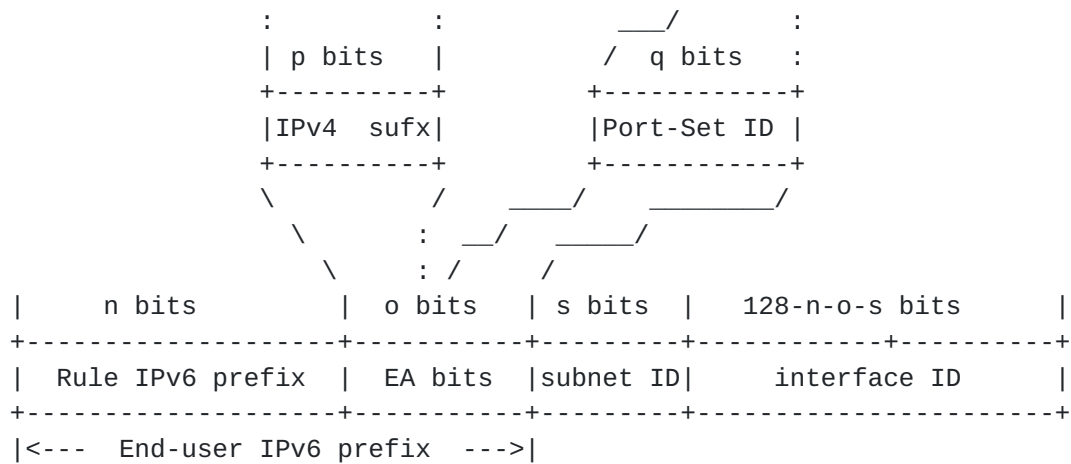 :          :            ___/       :
| p bits   |           /  q bits   :
+----------+          +------------+
|IPv4  sufx|          |Port-Set ID |
+----------+          +------------+
\          /    ____/    ________/
\       :  __/   _____/
\     : /     /
|     n bits         |  o bits   | s bits  |   128-n-o-s bits      |
+--------------------+-----------+---------+------------+----------+
|  Rule IPv6 prefix  |  EA bits  |subnet ID|     interface ID      |
+--------------------+-----------+---------+-----------------------+
|<---  End-user IPv6 prefix  --->|